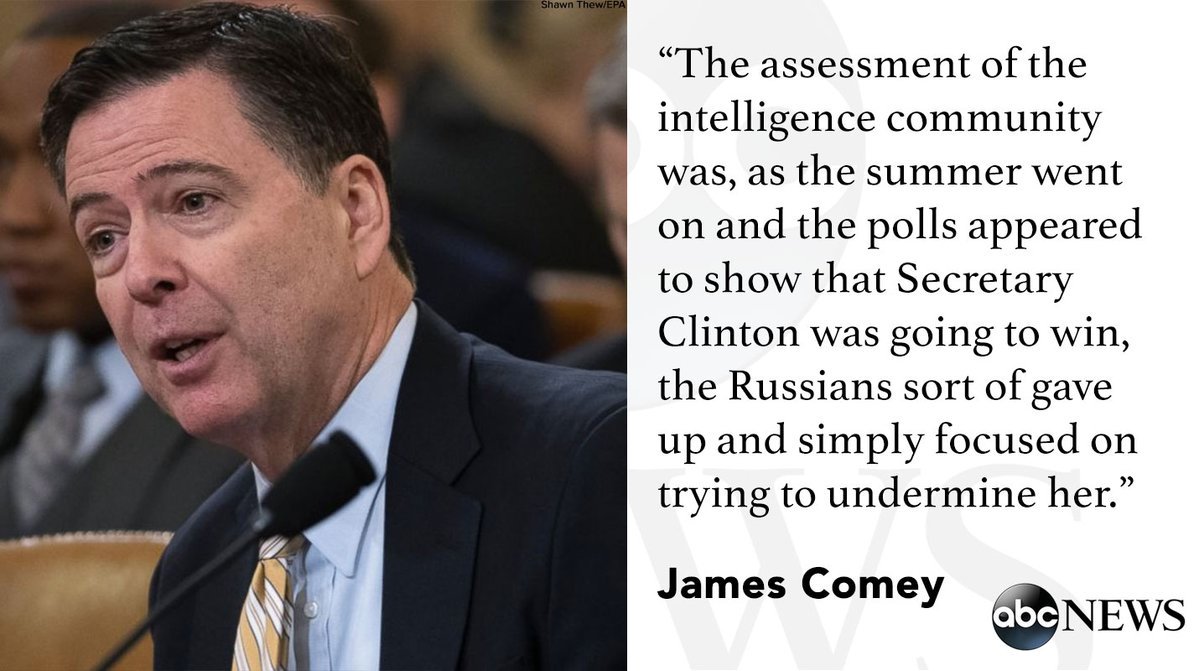 Shawn Thew/EPA
“The assessment of the
intelligence community
was, as the summer went
on and the polls appeared
to show that Secretary
Clinton was going to win,
the Russians sort of gave
up and simply focused on
trying to undermine her.”
James Comey
abc NEWS